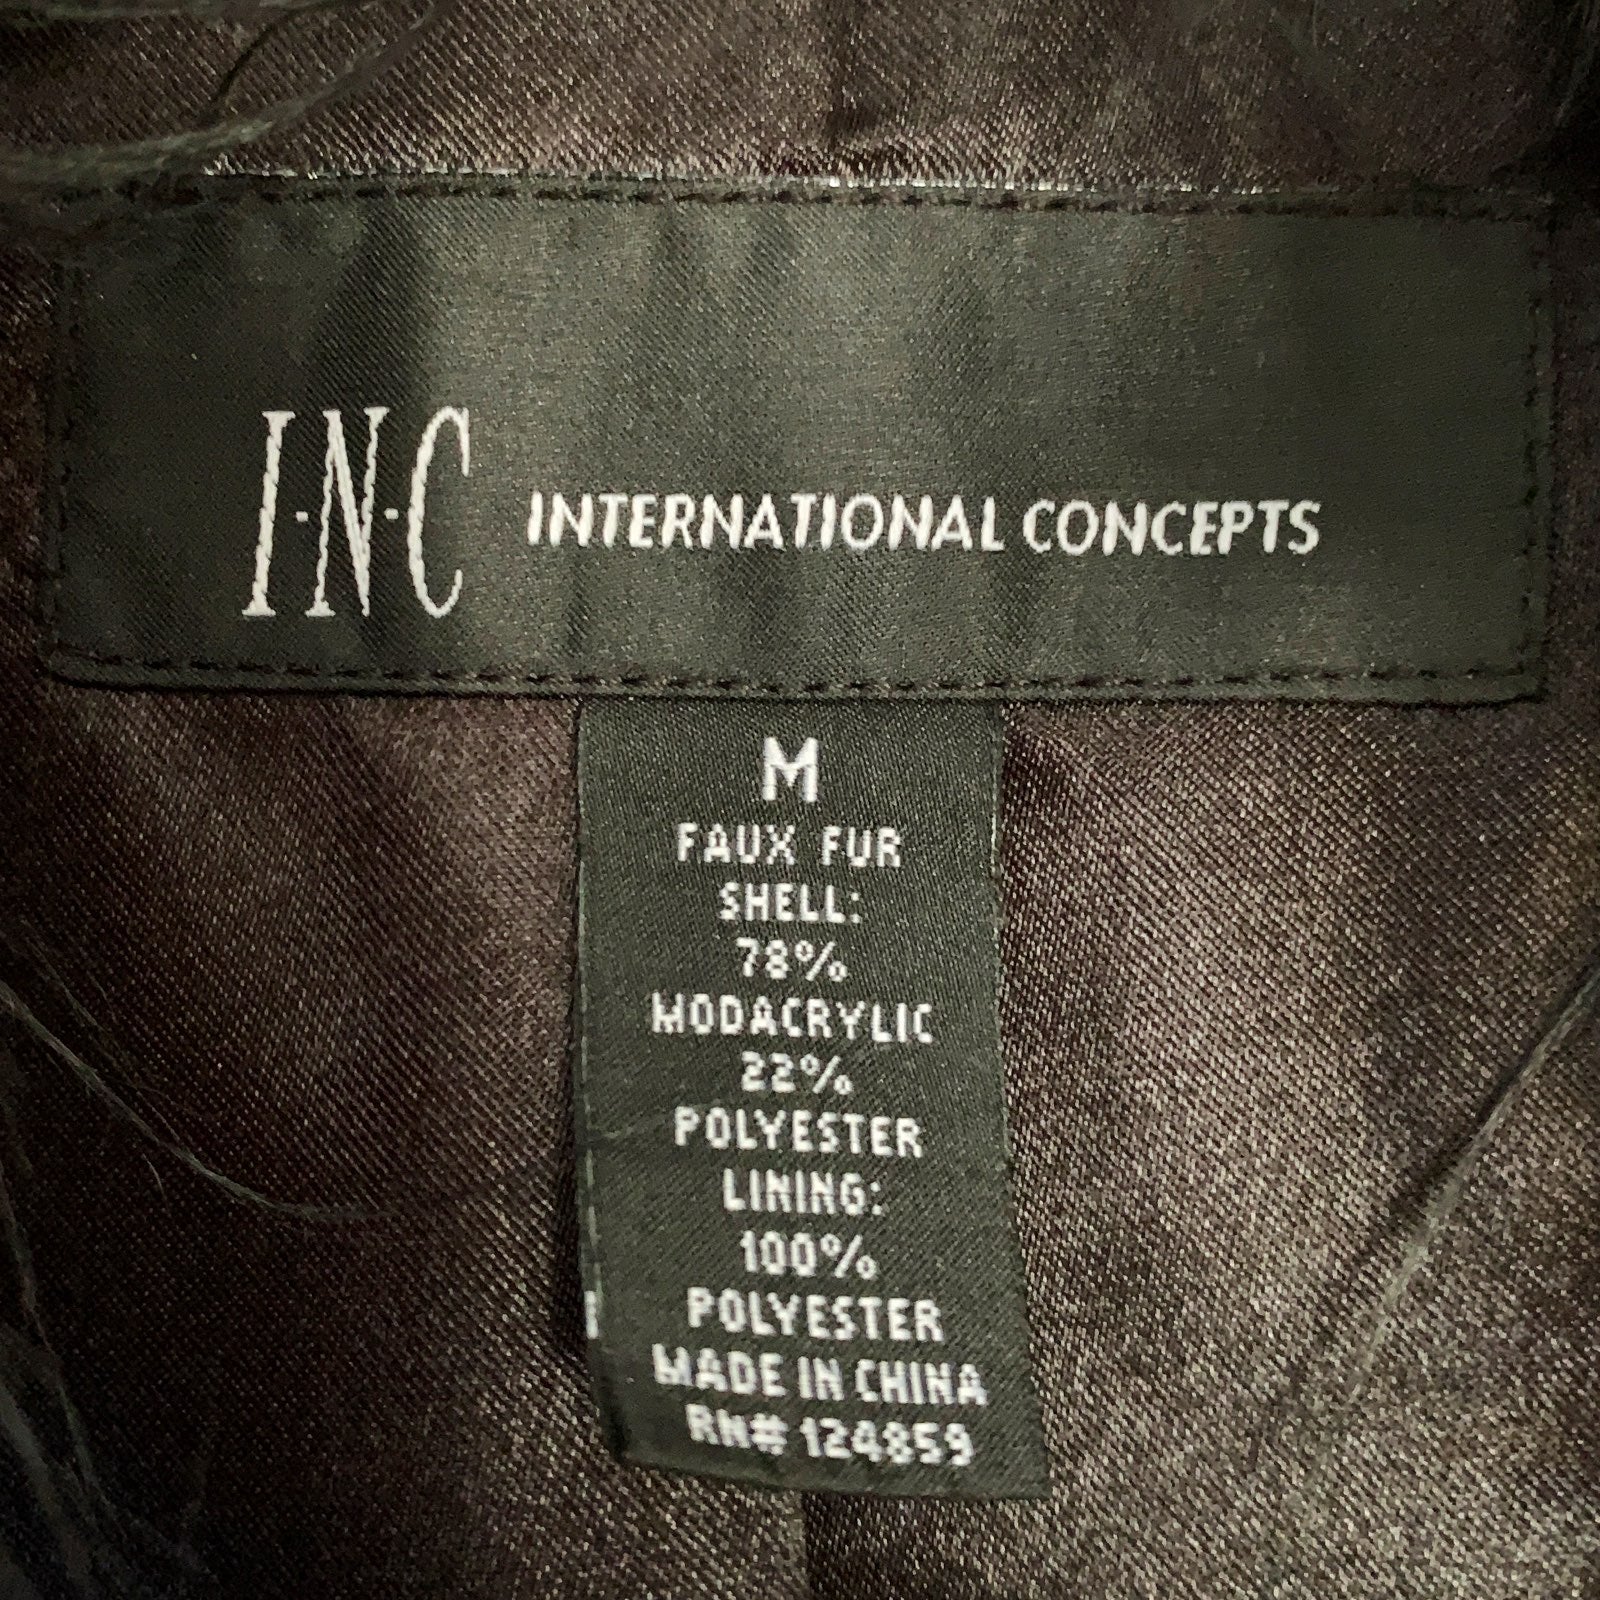 I·N·C INTERNATIONAL CONCEPTS
M
FAUX FUR
SHELL:
78%
MODACRYLIC
22%
POLYESTER
LINING:
100%
POLYESTER
MADE IN CHINA
RN# 124859